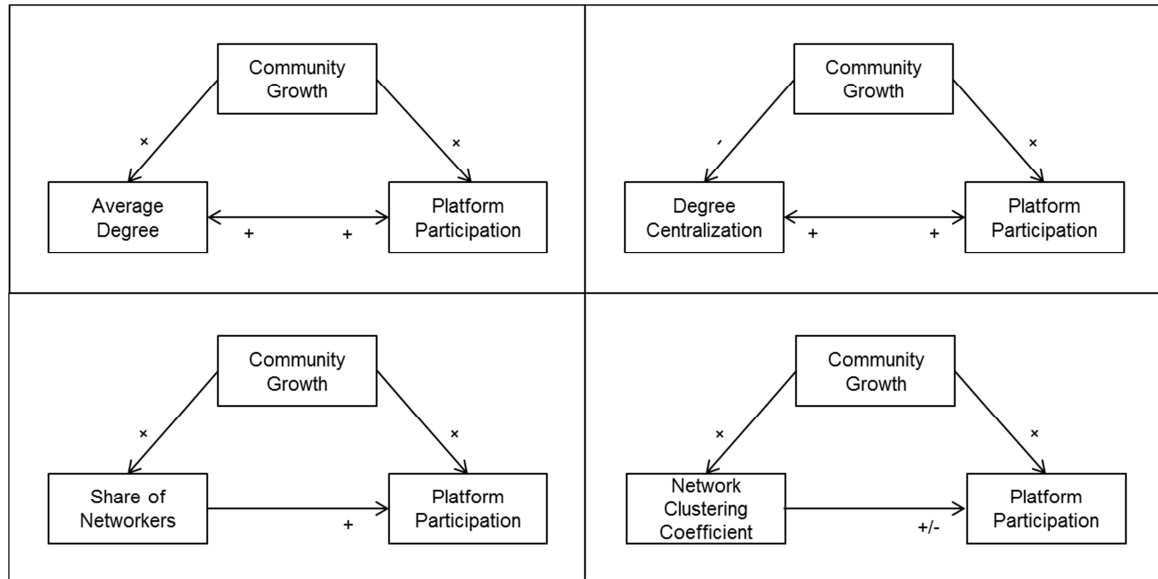 Community
Growth
×
×
Average
Degree
+
+
Platform
Participation
Community
Growth
-
×
Degree
Centralization
+
+
Platform
Participation
Community
Growth
×
×
Share of
Networkers
+
Platform
Participation
Community
Growth
×
×
Network
Clustering
Coefficient
+/-
Platform
Participation